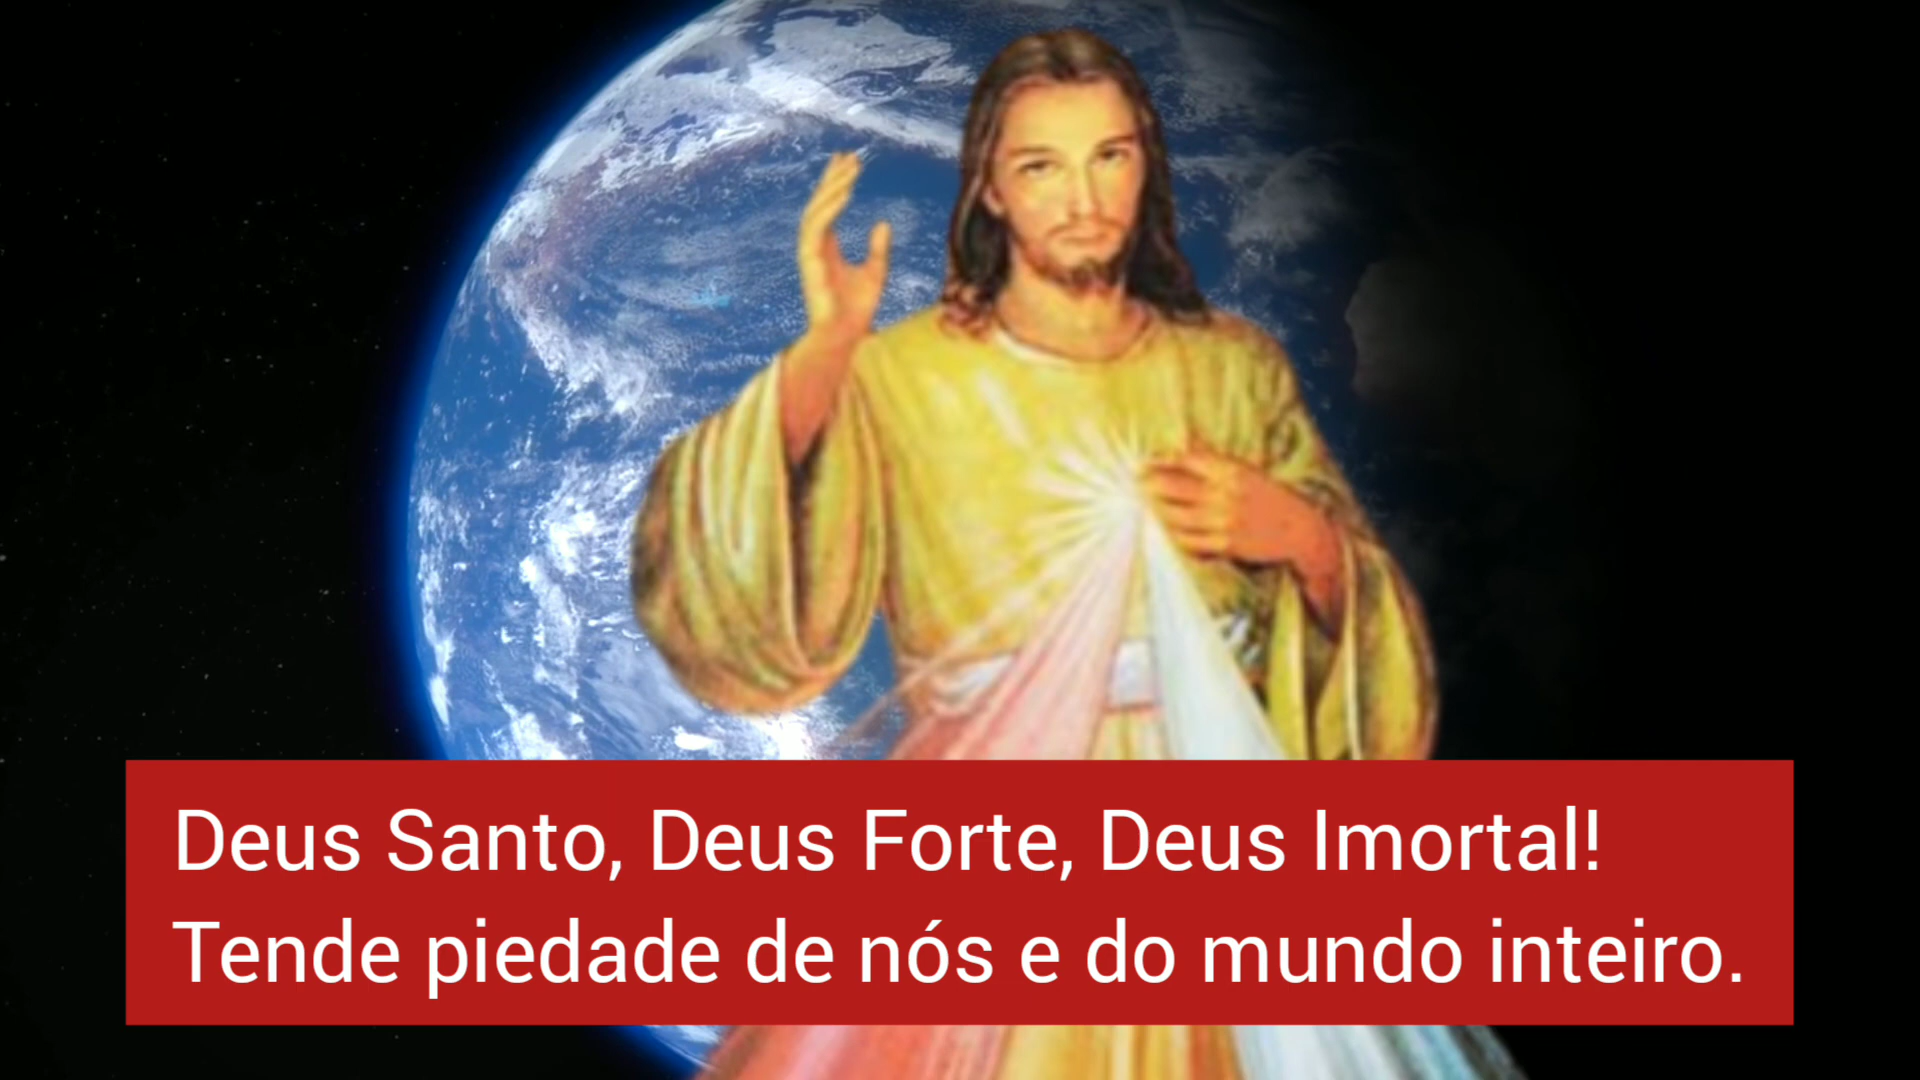 Deus Santo, Deus Forte, Deus Imortal!
Tende piedade de nós e do mundo inteiro.